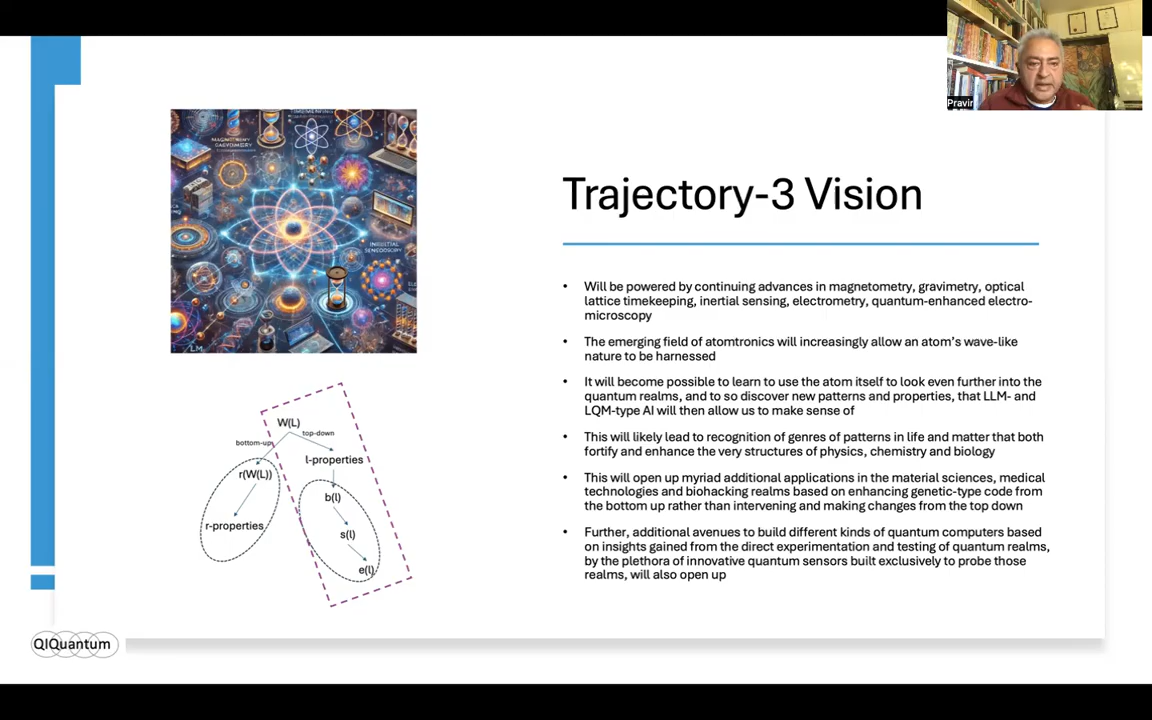 Pravir
Trajectory-3 Vision
• Will be powered by continuing advances in magnetometry, gravimetry, optical
lattice timekeeping, inertial sensing, electrometry, quantum-enhanced electro-
microscopy
• The emerging field of atomtronics will increasingly allow an atom's wave-like
nature to be harnessed
• It will become possible to learn to use the atom itself to look even further into the
quantum realms, and to so discover new patterns and properties, that LLM- and
LQM-type AI will then allow us to make sense of
• This will likely lead to recognition of genres of patterns in life and matter that both
fortify and enhance the very structures of physics, chemistry and biology
• This will open up myriad additional applications in the material sciences, medical
technologies and biohacking realms based on enhancing genetic-type code from
the bottom up rather than intervening and making changes from the top down
• Further, additional avenues to build different kinds of quantum computers based
on insights gained from the direct experimentation and testing of quantum realms,
by the plethora of innovative quantum sensors built exclusively to probe those
realms, will also open up
W(L)
bottom-up
top-down
l-properties
r(W(L))
b(l)
r-properties
s(l)
e(l)
QIQuantum